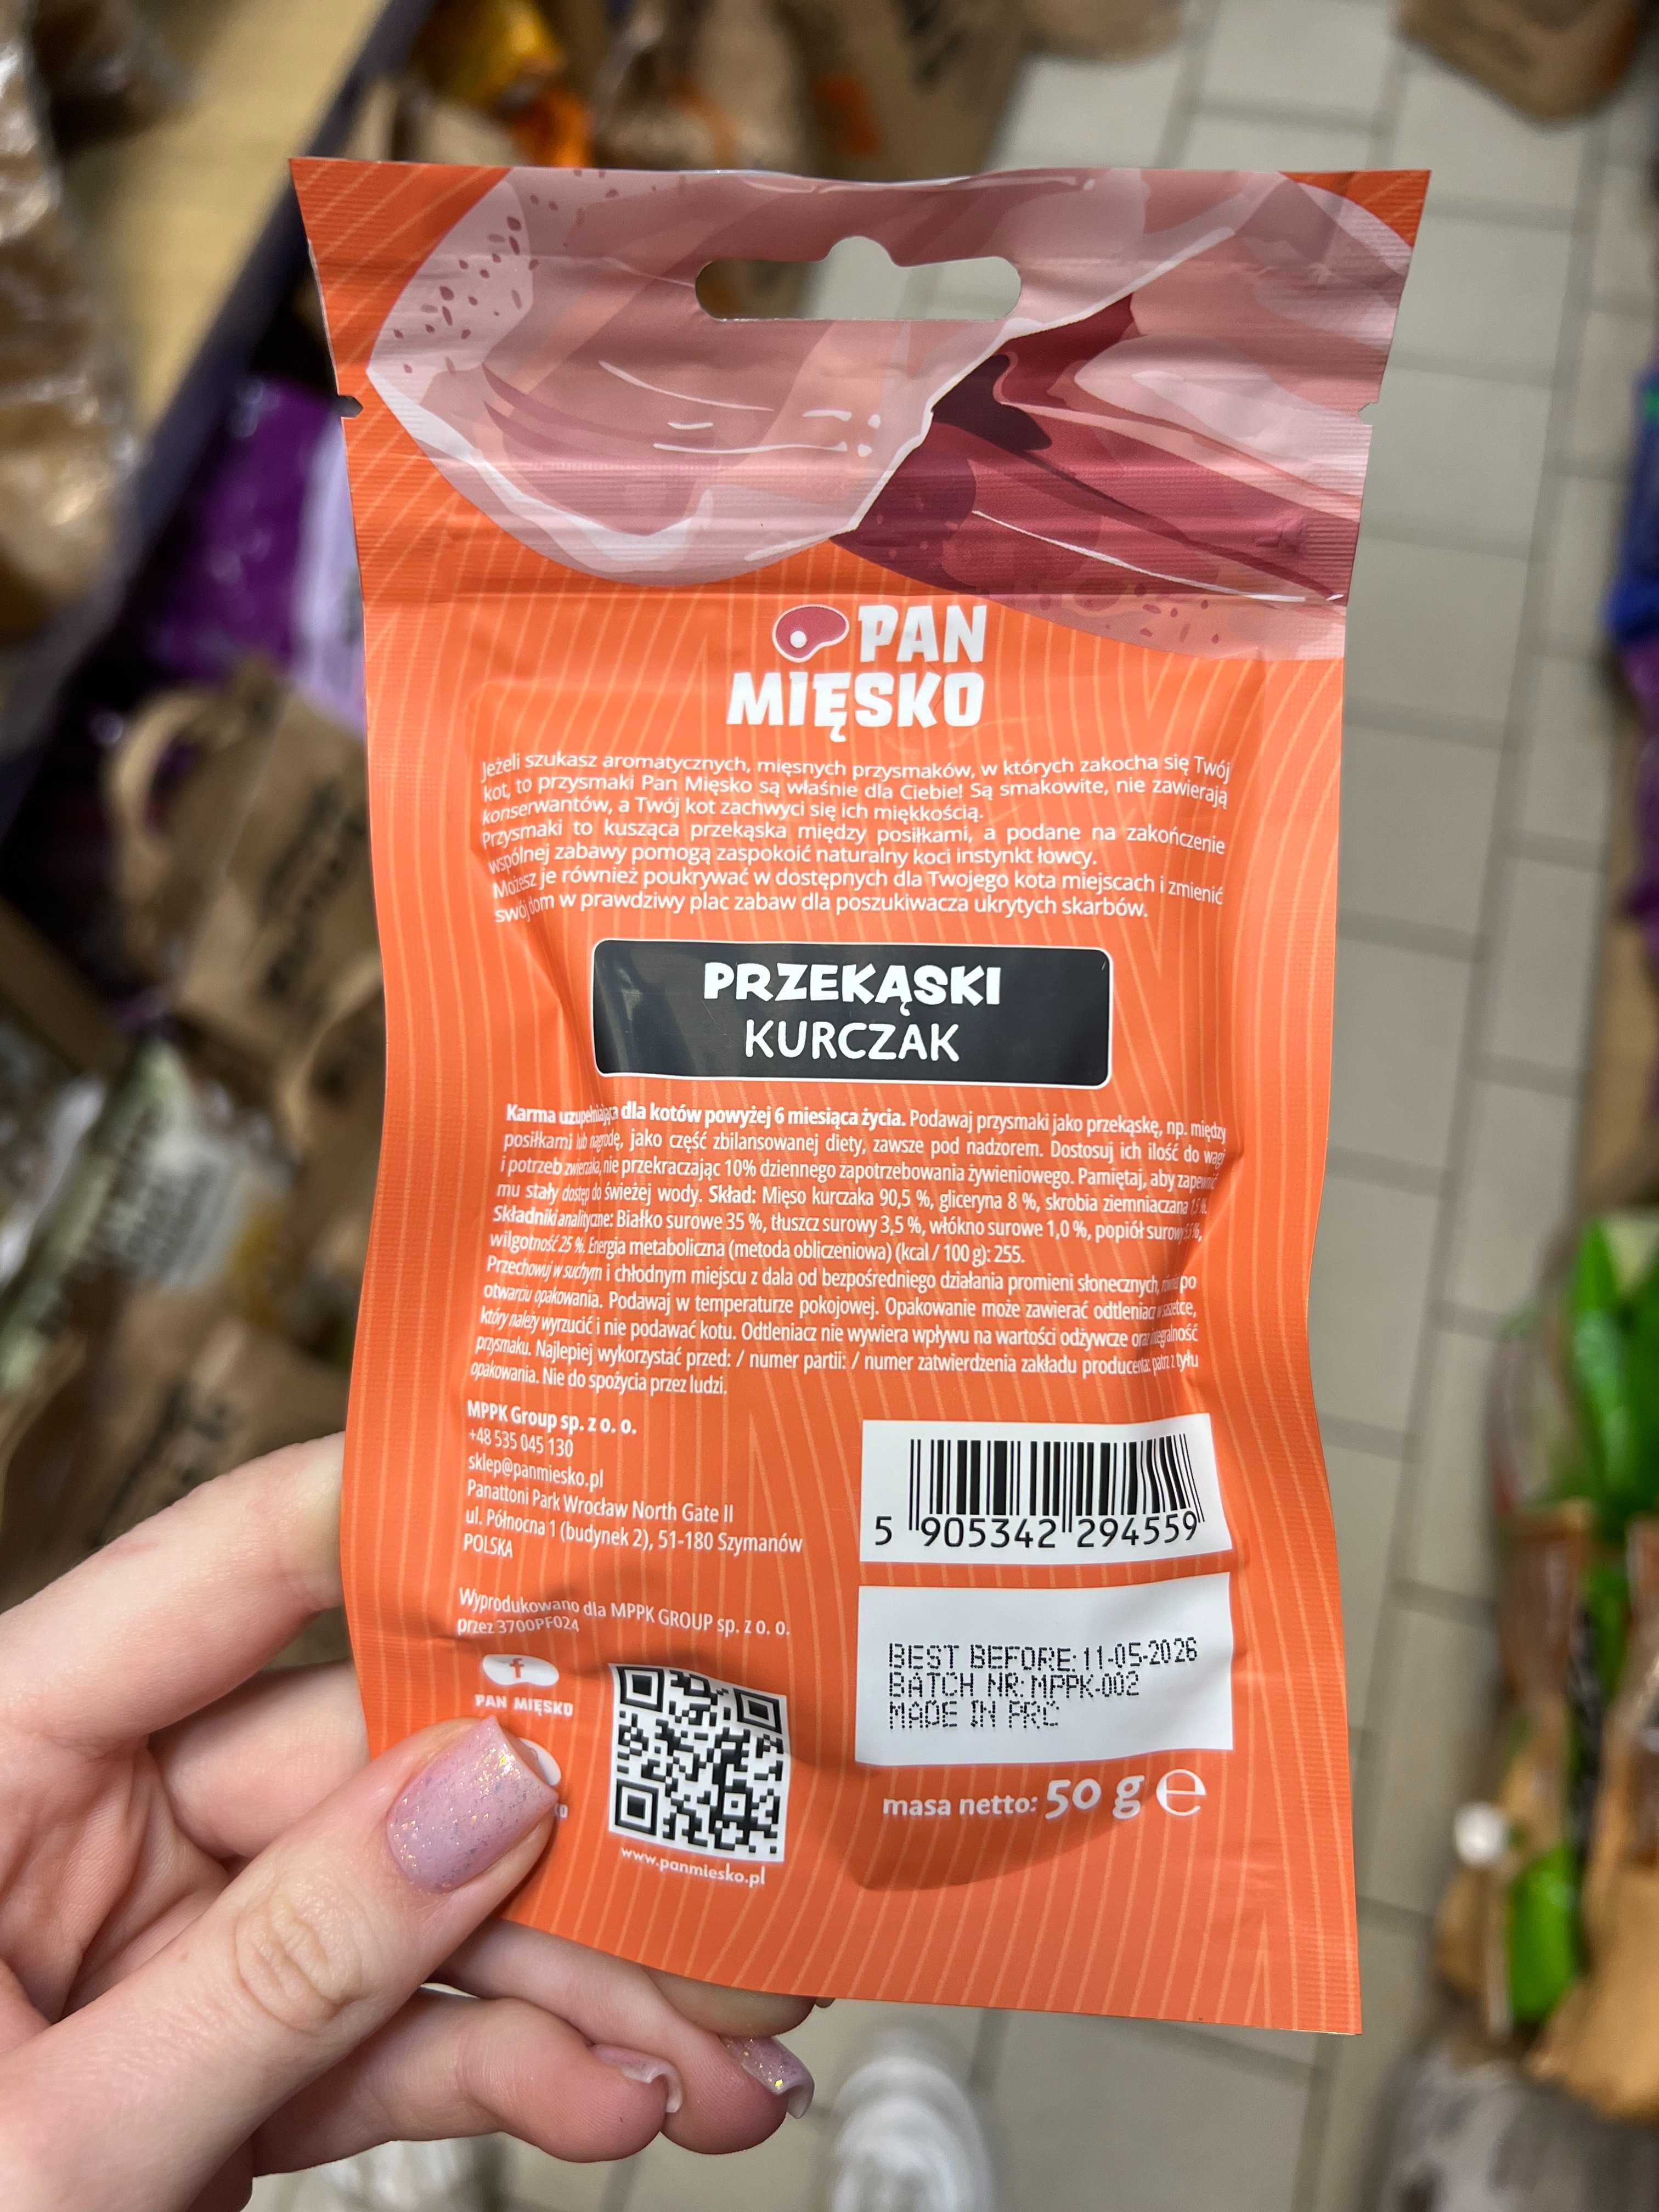 PAN
MIĘSKO
Jeżeli szukasz aromatycznych, mięsnych przysmaków, w których zakocha się Twój
kot, to przysmaki Pan Mięsko są właśnie dla Ciebie! Są smakowite, nie zawierają
konserwantów, a Twój kot zachwyci się ich miękkością.
Przysmaki to kusząca przekąska między posiłkami, a podane na zakończenie
wspólnej zabawy pomogą zaspokoić naturalny koci instynkt łowcy.
Możesz je również poukrywać w dostępnych dla Twojego kota miejscach i zmienić
swój dom w prawdziwy plac zabaw dla poszukiwacza ukrytych skarbów.
PRZEKĄSKI
KURCZAK
Karma uzupełniająca dla kotów powyżej 6 miesiąca życia. Podawaj przysmaki jako przekąskę, np. między
posiłkami lub nagrodę, jako część zbilansowanej diety, zawsze pod nadzorem. Dostosuj ich ilość do wagi
i potrzeb zwierzaka, nie przekraczając 10% dziennego zapotrzebowania żywieniowego. Pamiętaj, aby zapewnić
mu stały dostęp do świeżej wody. Skład: Mięso kurczaka 90,5 %, gliceryna 8 %, skrobia ziemniaczana 1,5 %.
Składniki analityczne: Białko surowe 35 %, tłuszcz surowy 3,5 %, włókno surowe 1,0 %, popiół surowy
wilgotność 25 %. Energia metaboliczna (metoda obliczeniowa) (kcal / 100 g): 255.
Przechowuj w suchym i chłodnym miejscu z dala od bezpośredniego działania promieni słonecznych, po
otwarciu opakowania. Podawaj w temperaturze pokojowej. Opakowanie może zawierać odtleniacz w saszetce,
który należy wyrzucić i nie podawać kotu. Odtleniacz nie wywiera wpływu na wartości odżywcze oraz integralność
przysmaku. Najlepiej wykorzystać przed: / numer partii: / numer zatwierdzenia zakładu producenta: patrz z tyłu
opakowania. Nie do spożycia przez ludzi.
MPPK Group sp. z o. o.
+48 535 045 130
sklep@panmiesko.pl
Panattoni Park Wrocław North Gate II
ul. Północna 1 (budynek 2), 51-180 Szymanów
POLSKA
5 905342 294559
Wyprodukowano dla MPPK GROUP sp. z o. o.
przez 3700PF024
BEST BEFORE: 11-05-2026
BATCH NR: MPPK-002
MADE IN PRC
f
PAN MIĘSKO
www.panmiesko.pl
masa netto: 50 g ℮